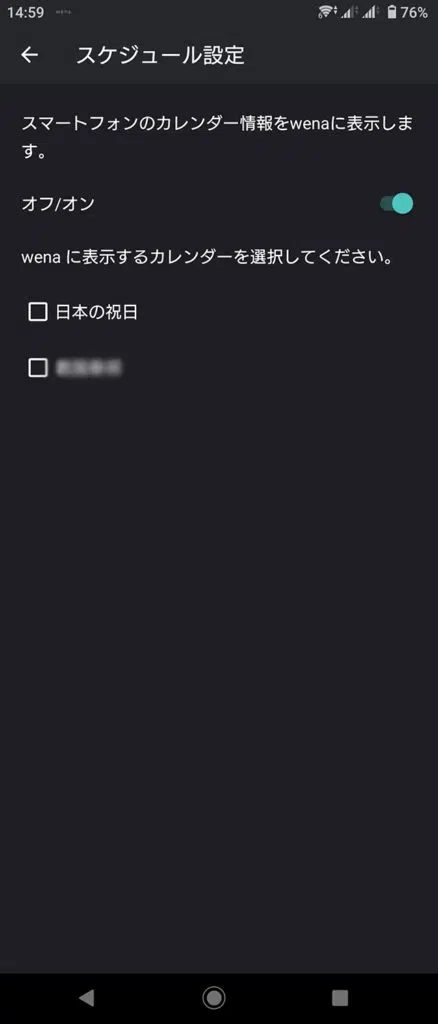 14:59
76%
スケジュール設定
スマートフォンのカレンダー情報をwenaに表示しま
す。
オフ/オン
wena に表示するカレンダーを選択してください。
日本の祝日